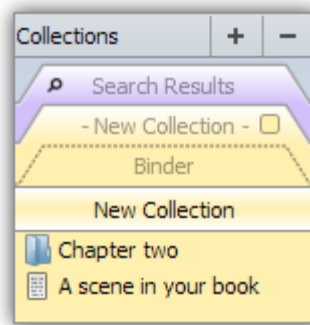 Collections + -
Search Results
- New Collection -
Binder
New Collection
Chapter two
A scene in your book